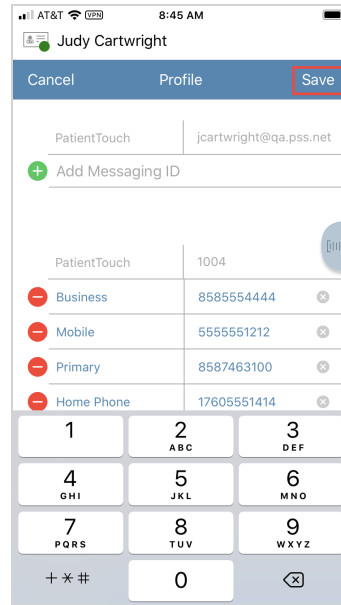 AT&T VPN 8:45 AM
Judy Cartwright
Cancel Profile Save
PatientTouch jcartwright@qa.pss.net
Add Messaging ID
PatientTouch 1004
Business 8585554444
Mobile 5555551212
Primary 8587463100
Home Phone 17605551414
1 2 3
ABC DEF
4 5 6
GHI JKL MNO
7 8 9
PQRS TUV WXYZ
+*# 0